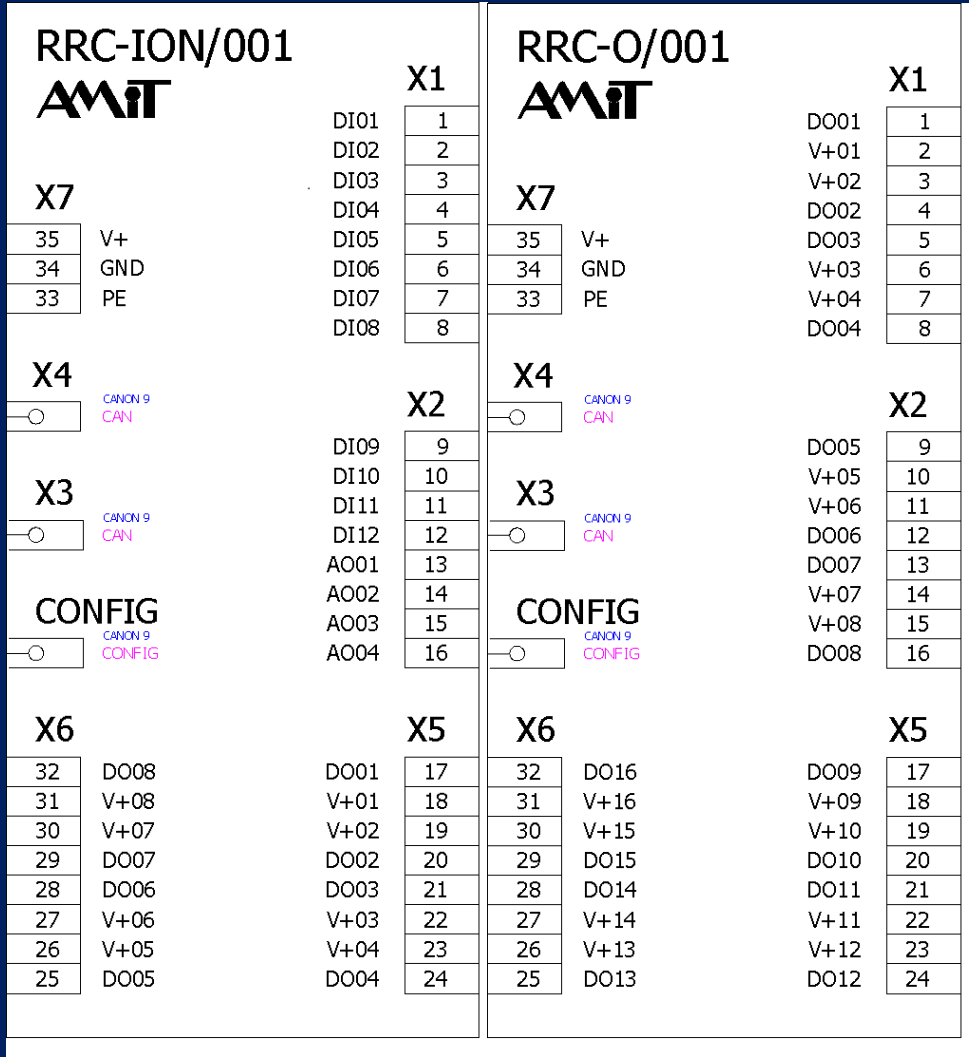 RRC-ION/001
AMiT
X1
DI01 1
DI02 2
DI03 3
DI04 4
DI05 5
DI06 6
DI07 7
DI08 8
X7
35 V+
34 GND
33 PE
X4
CANON 9
CAN
X2
DI09 9
DI10 10
DI11 11
DI12 12
AO01 13
AO02 14
AO03 15
AO04 16
X3
CANON 9
CAN
CONFIG
CANON 9
CONFIG
X6
32 DO08
31 V+08
30 V+07
29 DO07
28 DO06
27 V+06
26 V+05
25 DO05
X5
DO01 17
V+01 18
V+02 19
DO02 20
DO03 21
V+03 22
V+04 23
DO04 24
RRC-O/001
AMiT
X1
DO01 1
V+01 2
V+02 3
DO02 4
DO03 5
V+03 6
V+04 7
DO04 8
X7
35 V+
34 GND
33 PE
X4
CANON 9
CAN
X2
DO05 9
V+05 10
V+06 11
DO06 12
DO07 13
V+07 14
V+08 15
DO08 16
X3
CANON 9
CAN
CONFIG
CANON 9
CONFIG
X6
32 DO16
31 V+16
30 V+15
29 DO15
28 DO14
27 V+14
26 V+13
25 DO13
X5
DO09 17
V+09 18
V+10 19
DO10 20
DO11 21
V+11 22
V+12 23
DO12 24